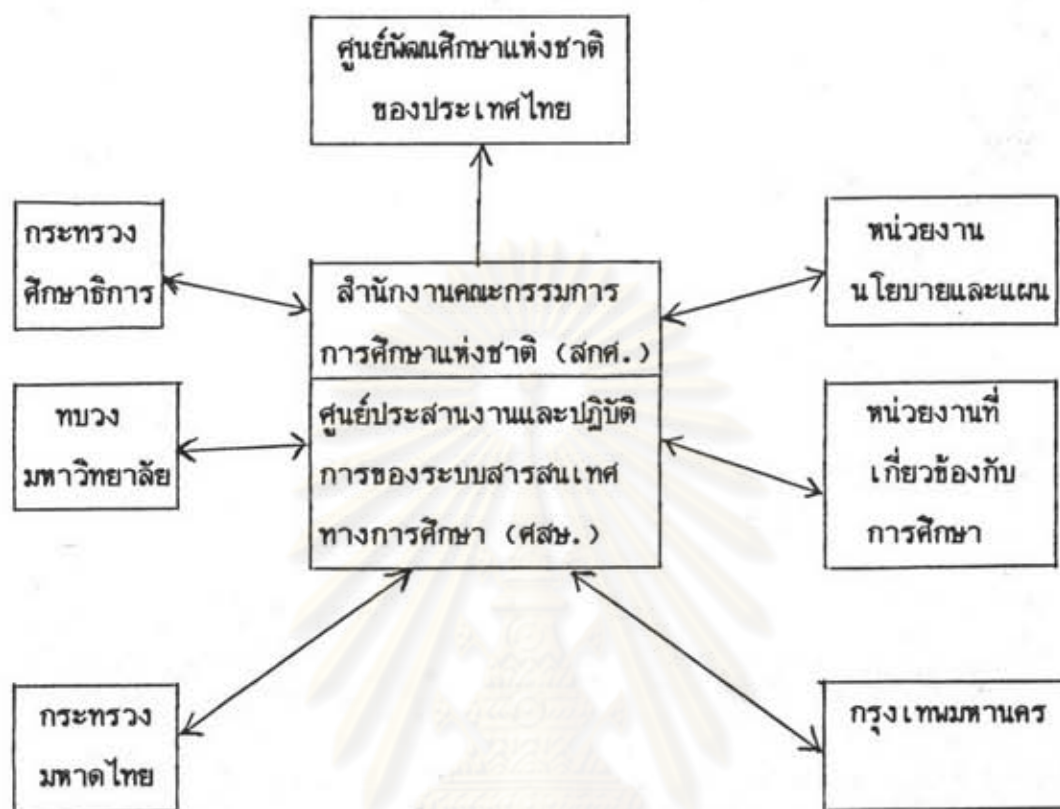 ศูนย์พัฒนศึกษาแห่งชาติ
ของประเทศไทย
กระทรวง
ศึกษาธิการ
สำนักงานคณะกรรมการ
การศึกษาแห่งชาติ (สกศ.)
หน่วยงาน
นโยบายและแผน
ทบวง
มหาวิทยาลัย
ศูนย์ประสานงานและปฏิบัติ
การของระบบสารสนเทศ
ทางการศึกษา (ศสษ.)
หน่วยงานที่
เกี่ยวข้องกับ
การศึกษา
กระทรวง
มหาดไทย
กรุงเทพมหานคร